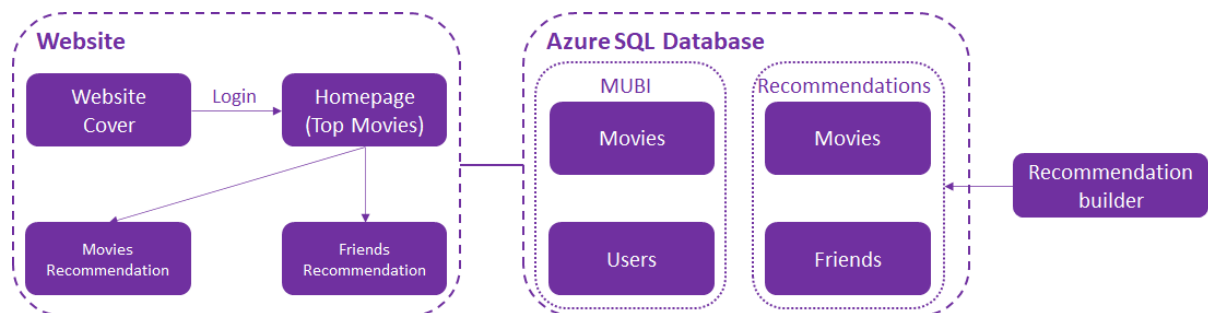 Website
Website
Cover
Login
Homepage
(Top Movies)
Movies
Recommendation
Friends
Recommendation
Azure SQL Database
MUBI
Movies
Users
Recommendations
Movies
Friends
Recommendation
builder